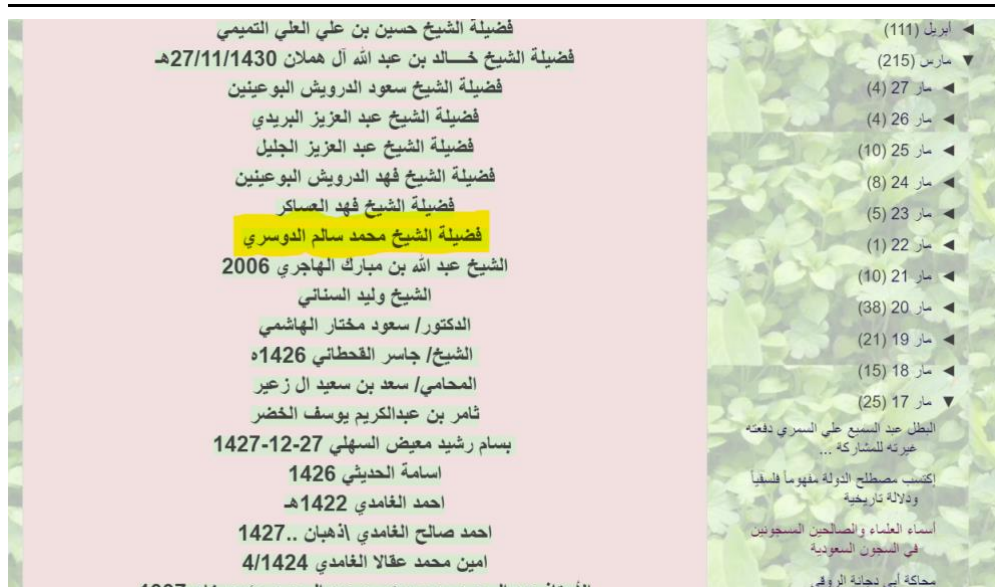 فضيلة الشيخ حسين بن علي العلي التميمي
فضيلة الشيخ خـــالد بن عبد الله آل هملان 27/11/1430هـ
فضيلة الشيخ سعود الدرويش البوعينين
فضيلة الشيخ عبد العزيز البريدي
فضيلة الشيخ عبد العزيز الجليل
فضيلة الشيخ فهد الدرويش البوعينين
فضيلة الشيخ فهد العساكر
فضيلة الشيخ محمد سالم الدوسري
الشيخ عبد الله بن مبارك الهاجري 2006
الشيخ وليد السناني
الدكتور/ سعود مختار الهاشمي
الشيخ/ جاسر القحطاني 1426ه
المحامي/ سعد بن سعيد ال زعير
ثامر بن عبدالكريم يوسف الخضر
بسام رشيد معيض السهلي 27-12-1427
اسامة الحديثي 1426
احمد الغامدي 1422هـ
احمد صالح الغامدي \ذهبان ..1427
امين محمد عقالا الغامدي 4/1424
◄ أبريل (111)
▼ مارس (215)
◄ مار 27 (4)
◄ مار 26 (4)
◄ مار 25 (10)
◄ مار 24 (8)
◄ مار 23 (5)
◄ مار 22 (1)
◄ مار 21 (10)
◄ مار 20 (38)
◄ مار 19 (21)
◄ مار 18 (15)
▼ مار 17 (25)
البطل عبد السميع علي السمري دفعته
غيرته للمشاركة ...
إكتسب مصطلح الدولة مفهوماً فلسفياً
ودلالة تاريخية
أسماء العلماء والصالحين المسجونين
في السجون السعودية
محاكة أبي دجانة الروقي